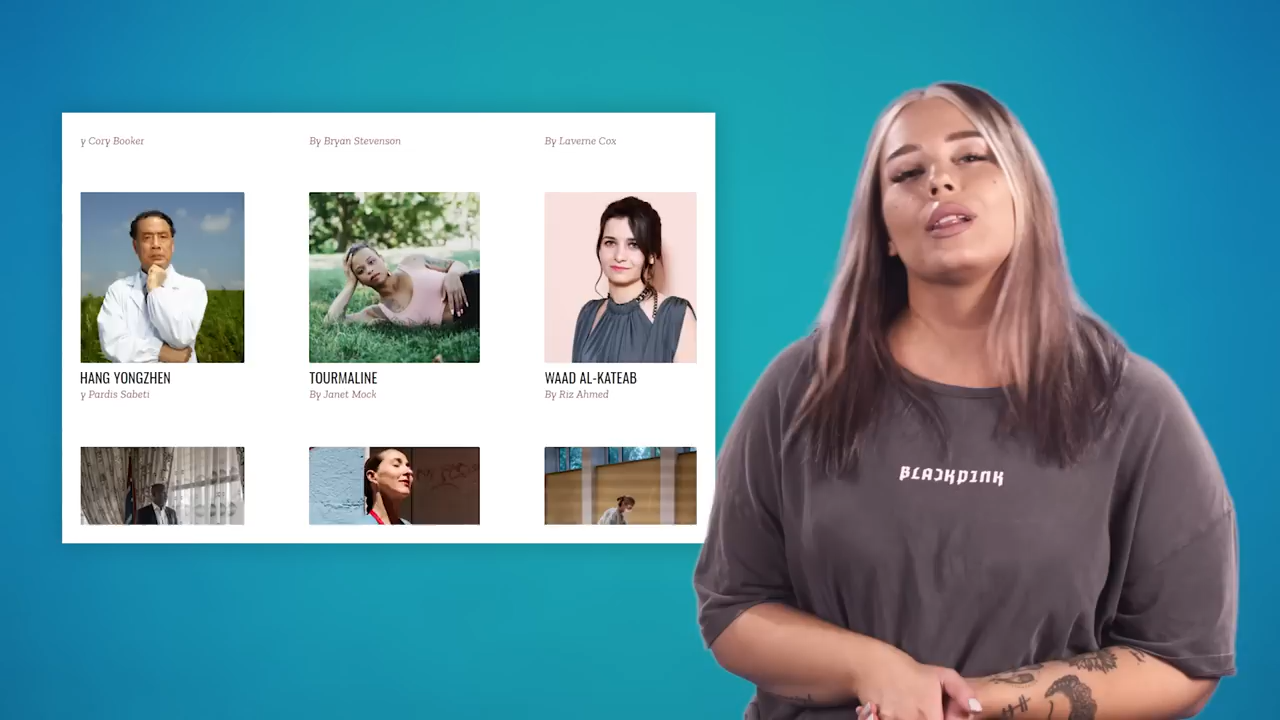 y Cory Booker
By Bryan Stevenson
By Laverne Cox
HANG YONGZHEN
TOURMALINE
WAAD AL-KATEAB
y Pardis Sabeti
By Janet Mock
By Riz Ahmed
BLAJKPINK